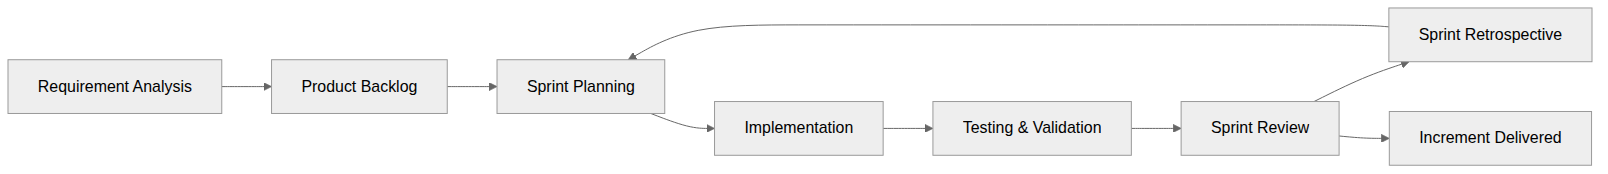 Requirement Analysis
Product Backlog
Sprint Planning
Implementation
Testing & Validation
Sprint Review
Sprint Retrospective
Increment Delivered